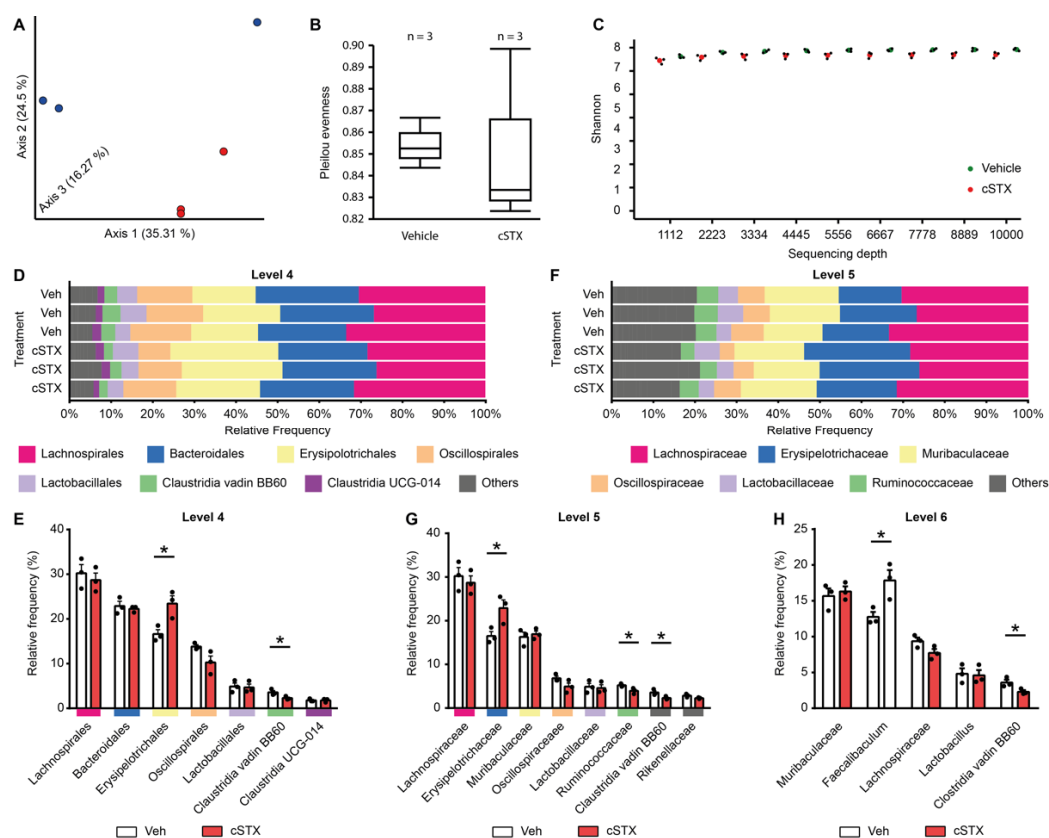 A
Axis 2 (24.5 %)
Axis 3 (16.27 %)
Axis 1 (35.31 %)
B
n = 3 n = 3
Pleilou evenness
0.90
0.89
0.88
0.87
0.86
0.85
0.84
0.83
0.82
Vehicle cSTX
C
Shannon
8
7
7
6
5
4
4
3
2
2
1
0
Vehicle
cSTX
1112 2223 3334 4445 5556 6667 7778 8889 10000
Sequencing depth
D Level 4
Treatment
Veh
Veh
Veh
cSTX
cSTX
cSTX
0% 10% 20% 30% 40% 50% 60% 70% 80% 90% 100%
Relative Frequency
Lachnospirales Bacteroidales Erysipolotrichales Oscillospirales
Lactobacillales Claustridia vadin BB60 Claustridia UCG-014 Others
F Level 5
Treatment
Veh
Veh
Veh
cSTX
cSTX
cSTX
0% 10% 20% 30% 40% 50% 60% 70% 80% 90% 100%
Relative Frequency
Lachnospiraceae Erysipelotrichaceae Muribaculaceae
Oscillospiraceae Lactobacillaceae Ruminococcaceae Others
E Level 4
Relative frequency (%)
40
30
20
10
0
* *
Lachnospirales
Bacteroidales
Erysipelotrichales
Oscillospirales
Lactobacillales
Claustridia vadin BB60
Claustridia UCG-014
Veh cSTX
G Level 5
Relative frequency (%)
40
30
20
10
0
* * *
Lachnospiraceae
Erysipelotrichaceae
Muribaculaceae
Oscillospiraceae
Lactobacillaceae
Ruminococcaceae
Claustridia vadin BB60
Rikenellaceae
Veh cSTX
H Level 6
Relative frequency (%)
25
20
15
10
5
0
* *
Muribaculaceae
Faecalibaculum
Lachnospiraceae
Lactobacillus
Clostridia vadin BB60
Veh cSTX